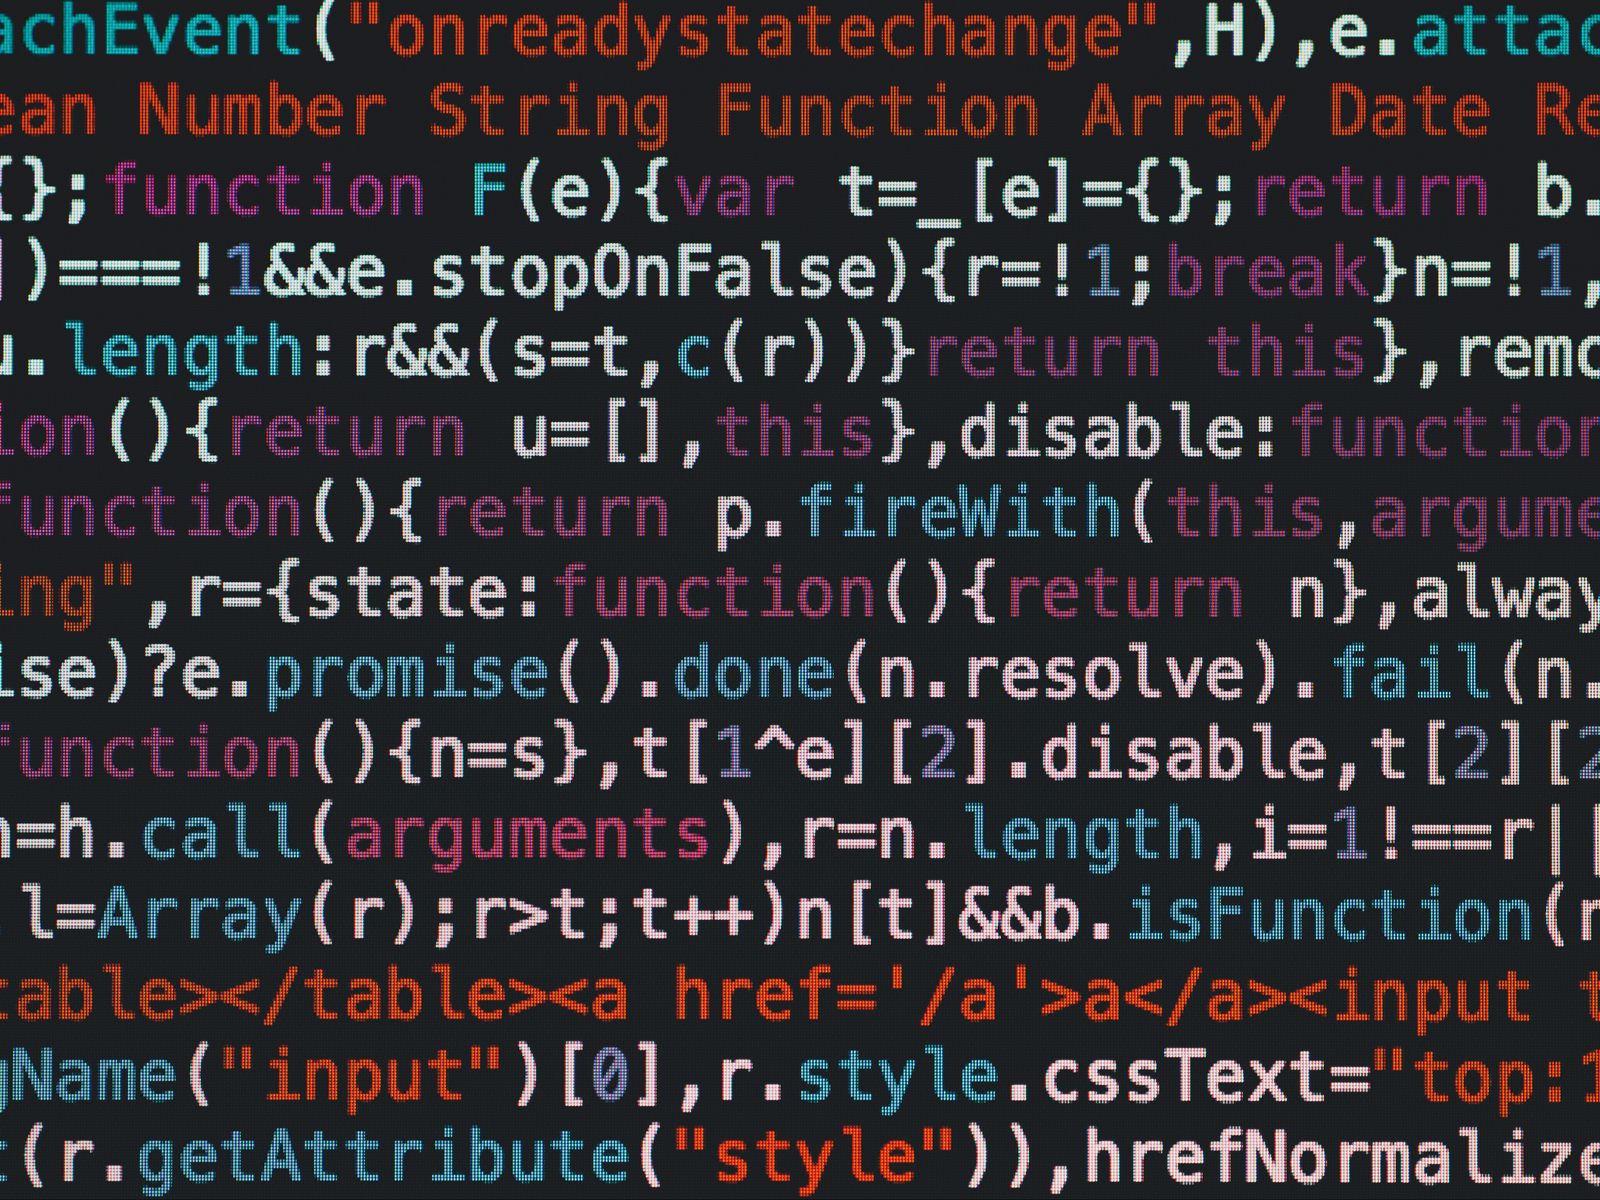 achEvent("onreadystatechange",H),e.attac
ean Number String Function Array Date Re
{};function F(e){var t=_[e]={};return b.
])===!1&&e.stopOnFalse){r=!1;break}n=!1,
u.length:r&&(s=t,c(r))}return this},remo
ion(){return u=[],this},disable:function
function(){return p.fireWith(this,argume
ing",r={state:function(){return n},alway
ise)?e.promise().done(n.resolve).fail(n.
function(){n=s},t[1^e][2].disable,t[2][2
n=h.call(arguments),r=n.length,i=1!==r||
l=Array(r);r>t;t++)n[t]&&b.isFunction(n
table></table><a href='/a'>a</a><input t
gName("input")[0],r.style.cssText="top:1
t(r.getAttribute("style")),hrefNormalize